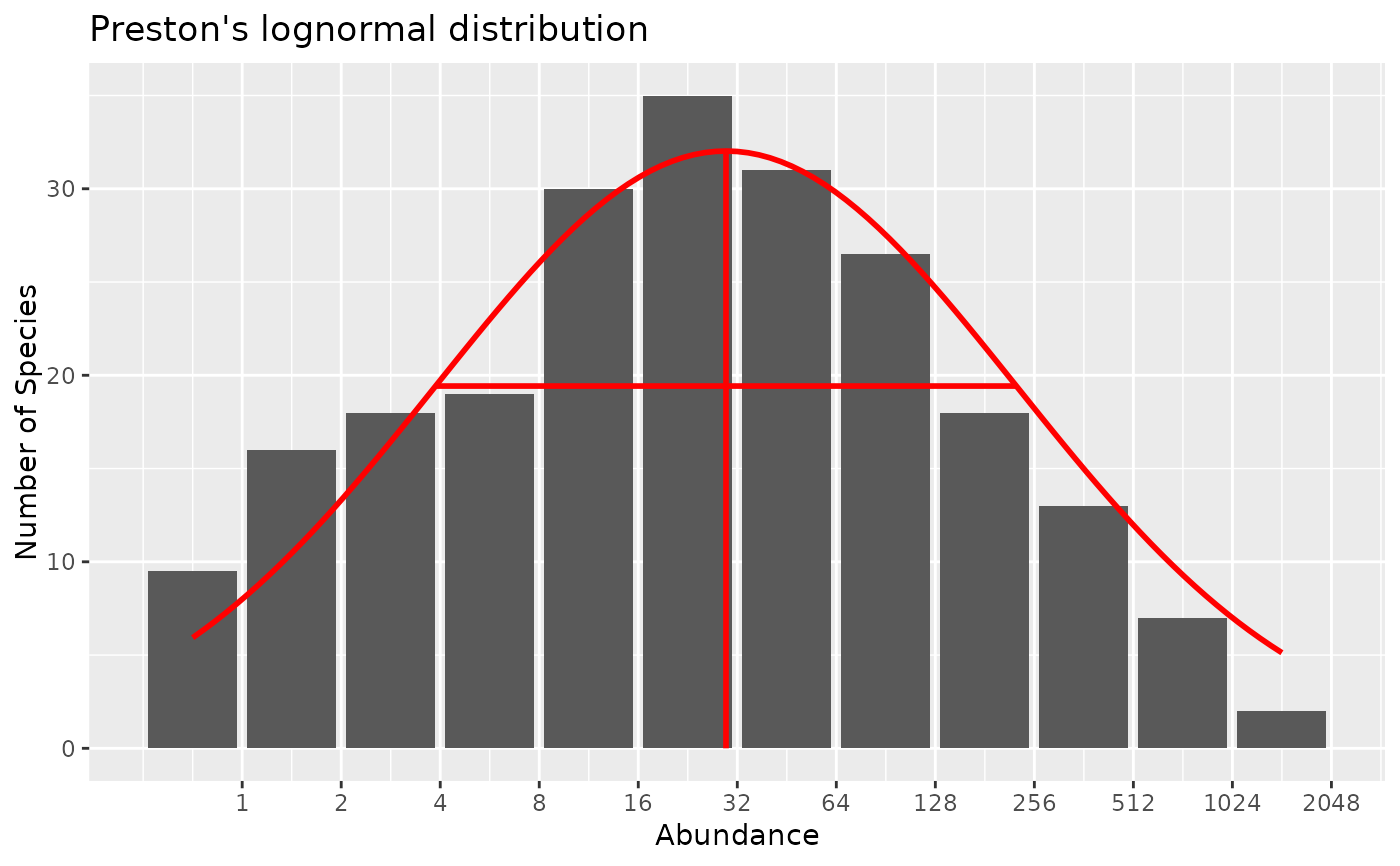 Preston's lognormal distribution
Number of Species
30
20
10
0
1 2 4 8 16 32 64 128 256 512 1024 2048
Abundance